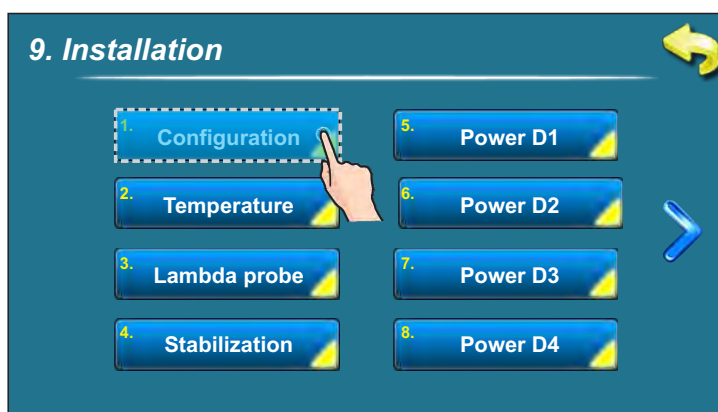 9. Installation
1. Configuration
2. Temperature
3. Lambda probe
4. Stabilization
5. Power D1
6. Power D2
7. Power D3
8. Power D4